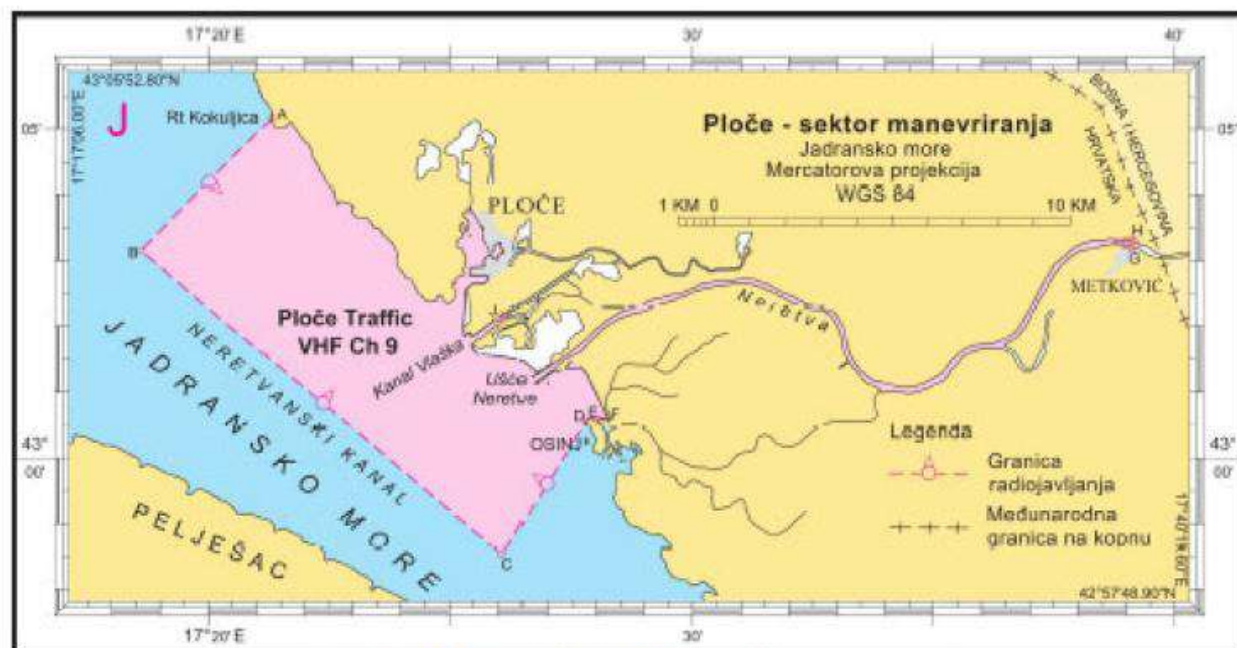 17°20' E
30'
40'
43°05'52.80"N
17°17'06.00"E
J
Rt Kokuljica
A
05'
05'
Ploče - sektor manevriranja
Jadransko more
Mercatorova projekcija
WGS 84
1 KM 0
10 KM
BOSNA I HERCEGOVINA
HRVATSKA
PLOČE
B
H
G
METKOVIĆ
Neretva
Ploče Traffic
VHF Ch 9
Kanal Vlaška
Ušće
Neretve
NERETVANSKI KANAL
JADRANSKO MORE
D
E
F
OSINJ
43°
00'
43°
00'
C
PELJEŠAC
Legenda
Granica
radiojavljanja
Međunarodna
granica na kopnu
42°57'48.90"N
17°20' E
30'
40'